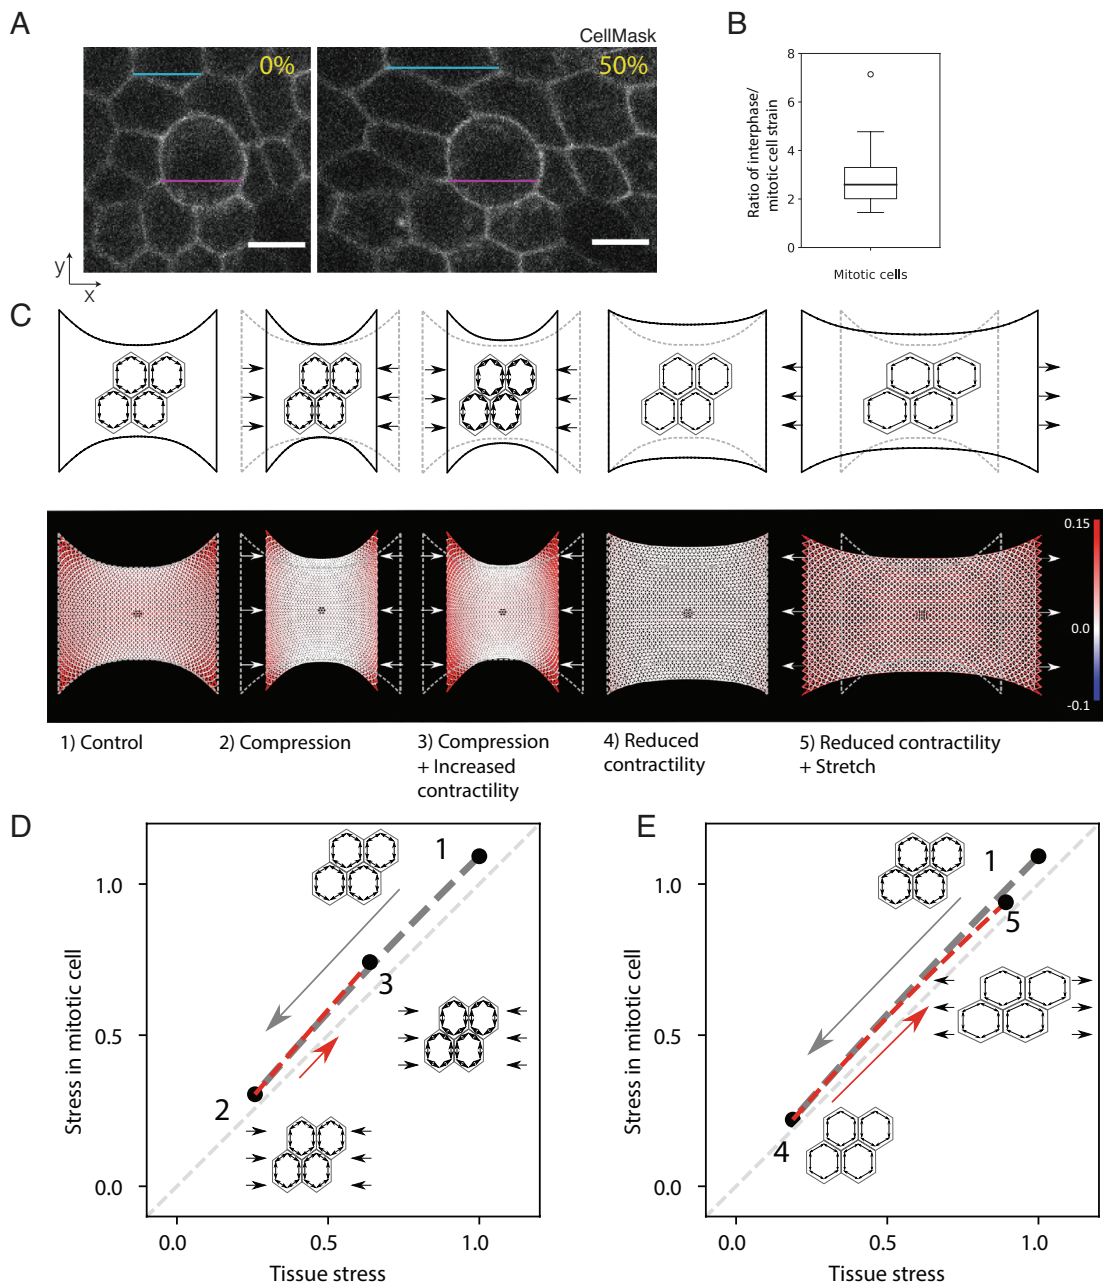 A
CellMask
0%
50%
y
x
B
Ratio of interphase/
mitotic cell strain
8
6
4
2
0
Mitotic cells
C
0.15
0.0
-0.1
1) Control
2) Compression
3) Compression
+ Increased
contractility
4) Reduced
contractility
5) Reduced contractility
+ Stretch
D
Stress in mitotic cell
1.0
0.5
0.0
1
3
2
0.0
0.5
1.0
Tissue stress
E
Stress in mitotic cell
1.0
0.5
0.0
1
5
4
0.0
0.5
1.0
Tissue stress